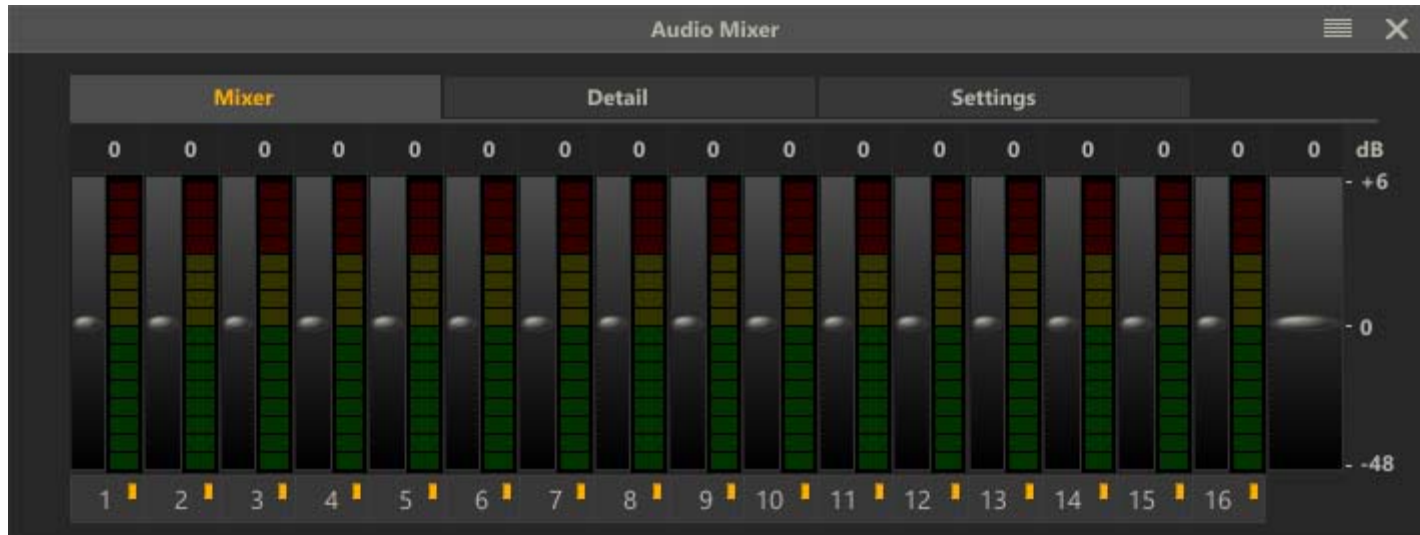 Audio Mixer
Mixer Detail Settings
0 0 0 0 0 0 0 0 0 0 0 0 0 0 0 0 0 dB
- +6
- 0
- -48
1 2 3 4 5 6 7 8 9 10 11 12 13 14 15 16